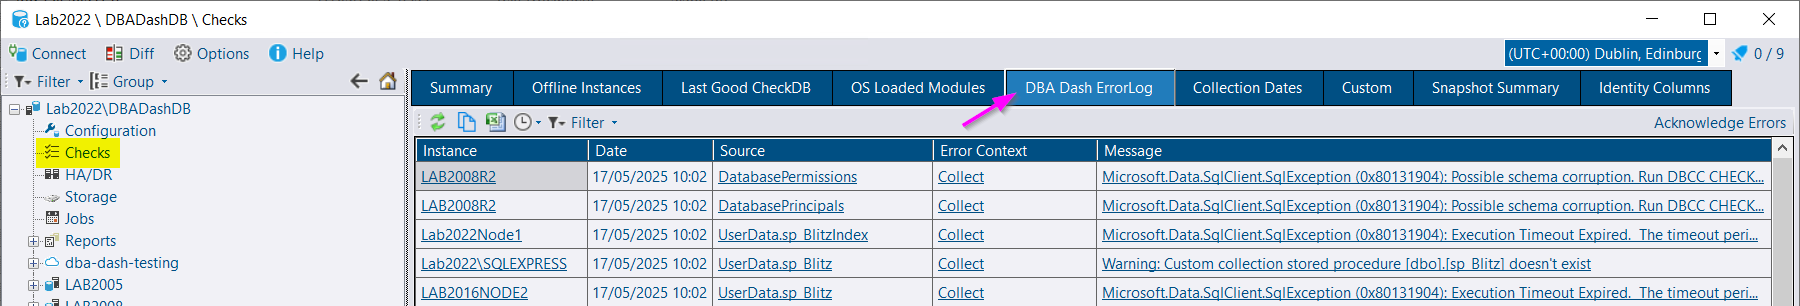 Lab2022 \ DBADashDB \ Checks
Connect Diff Options Help
(UTC+00:00) Dublin, Edinburg
0 / 9
Filter Group
Summary Offline Instances Last Good CheckDB OS Loaded Modules DBA Dash ErrorLog Collection Dates Custom Snapshot Summary Identity Columns
Lab2022\DBADashDB
Configuration
Checks
HA/DR
Storage
Jobs
Reports
dba-dash-testing
LAB2005
LAB2008
Filter
Acknowledge Errors
Instance Date Source Error Context Message
LAB2008R2 17/05/2025 10:02 DatabasePermissions Collect Microsoft.Data.SqlClient.SqlException (0x80131904): Possible schema corruption. Run DBCC CHECK...
LAB2008R2 17/05/2025 10:02 DatabasePrincipals Collect Microsoft.Data.SqlClient.SqlException (0x80131904): Possible schema corruption. Run DBCC CHECK...
Lab2022Node1 17/05/2025 10:02 UserData.sp_BlitzIndex Collect Microsoft.Data.SqlClient.SqlException (0x80131904): Execution Timeout Expired.  The timeout peri...
Lab2022\SQLEXPRESS 17/05/2025 10:02 UserData.sp_Blitz Collect Warning: Custom collection stored procedure [dbo].[sp_Blitz] doesn't exist
LAB2016NODE2 17/05/2025 10:02 UserData.sp_Blitz Collect Microsoft.Data.SqlClient.SqlException (0x80131904): Execution Timeout Expired.  The timeout peri...